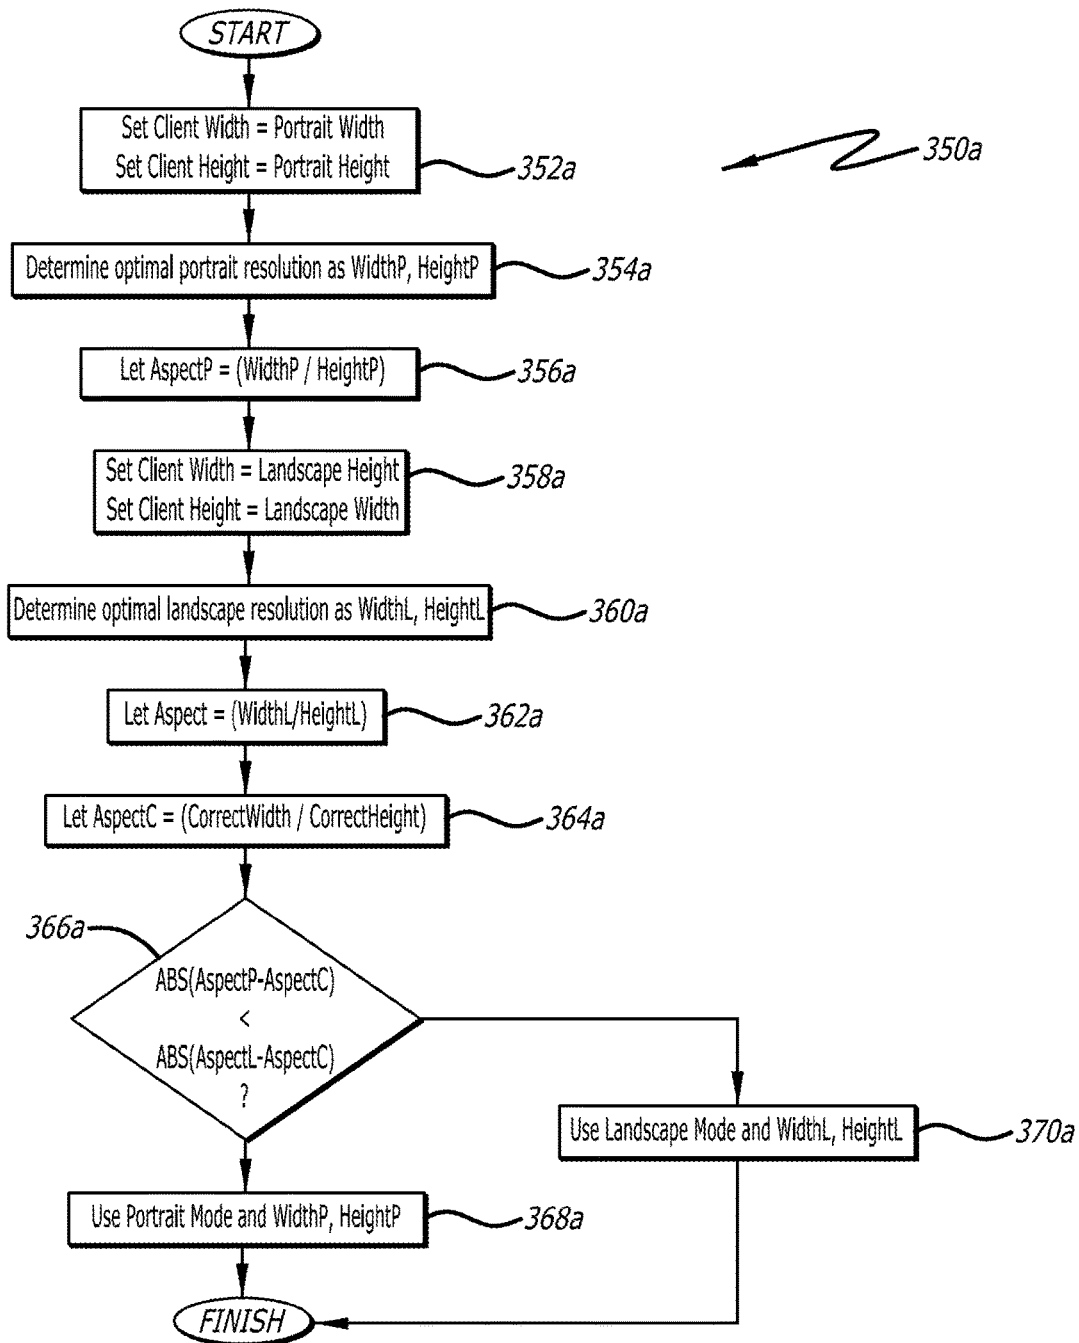 START
Set Client Width = Portrait Width
Set Client Height = Portrait Height
352a
350a
Determine optimal portrait resolution as WidthP, HeightP
354a
Let AspectP = (WidthP / HeightP)
356a
Set Client Width = Landscape Height
Set Client Height = Landscape Width
358a
Determine optimal landscape resolution as WidthL, HeightL
360a
Let Aspect = (WidthL/HeightL)
362a
Let AspectC = (CorrectWidth / CorrectHeight)
364a
366a
ABS(AspectP-AspectC)
<
ABS(AspectL-AspectC)
?
Use Landscape Mode and WidthL, HeightL
370a
Use Portrait Mode and WidthP, HeightP
368a
FINISH